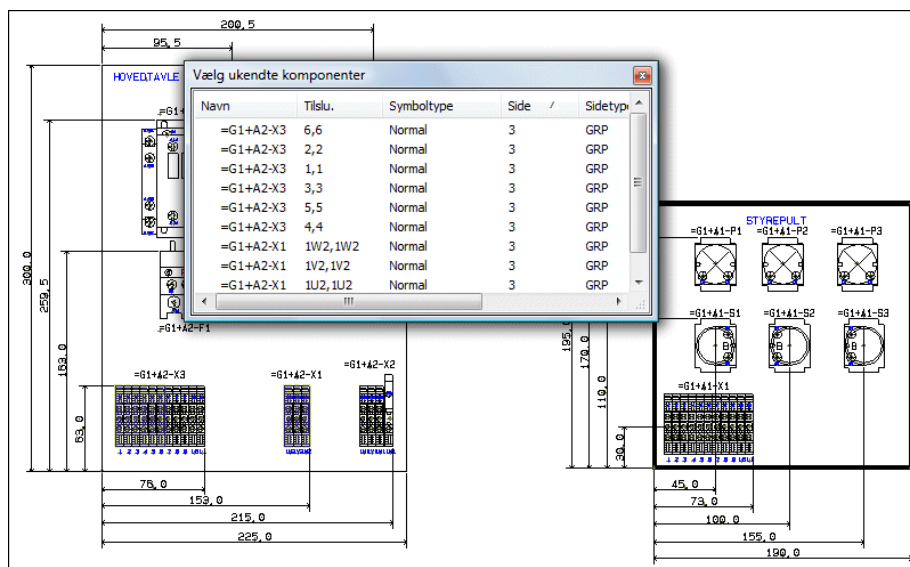 200,5
95,5
HOVEDTAVLE
Vælg ukendte komponenter
Navn Tilslu. Symboltype Side Sidetype
=G1+A2-X3 6,6 Normal 3 GRP
=G1+A2-X3 2,2 Normal 3 GRP
=G1+A2-X3 1,1 Normal 3 GRP
=G1+A2-X3 3,3 Normal 3 GRP
=G1+A2-X3 5,5 Normal 3 GRP
=G1+A2-X3 4,4 Normal 3 GRP
=G1+A2-X1 1W2,1W2 Normal 3 GRP
=G1+A2-X1 1V2,1V2 Normal 3 GRP
=G1+A2-X1 1U2,1U2 Normal 3 GRP
=G1+A2-F1
300,0
259,5
163,0
63,0
=G1+A2-X3
=G1+A2-X1
=G1+A2-X2
76,0
153,0
215,0
225,0
STYREPULT
=G1+A1-P1 =G1+A1-P2 =G1+A1-P3
=G1+A1-S1 =G1+A1-S2 =G1+A1-S3
=G1+A1-X1
195,0
170,0
110,0
30,0
45,0
73,0
100,0
155,0
190,0